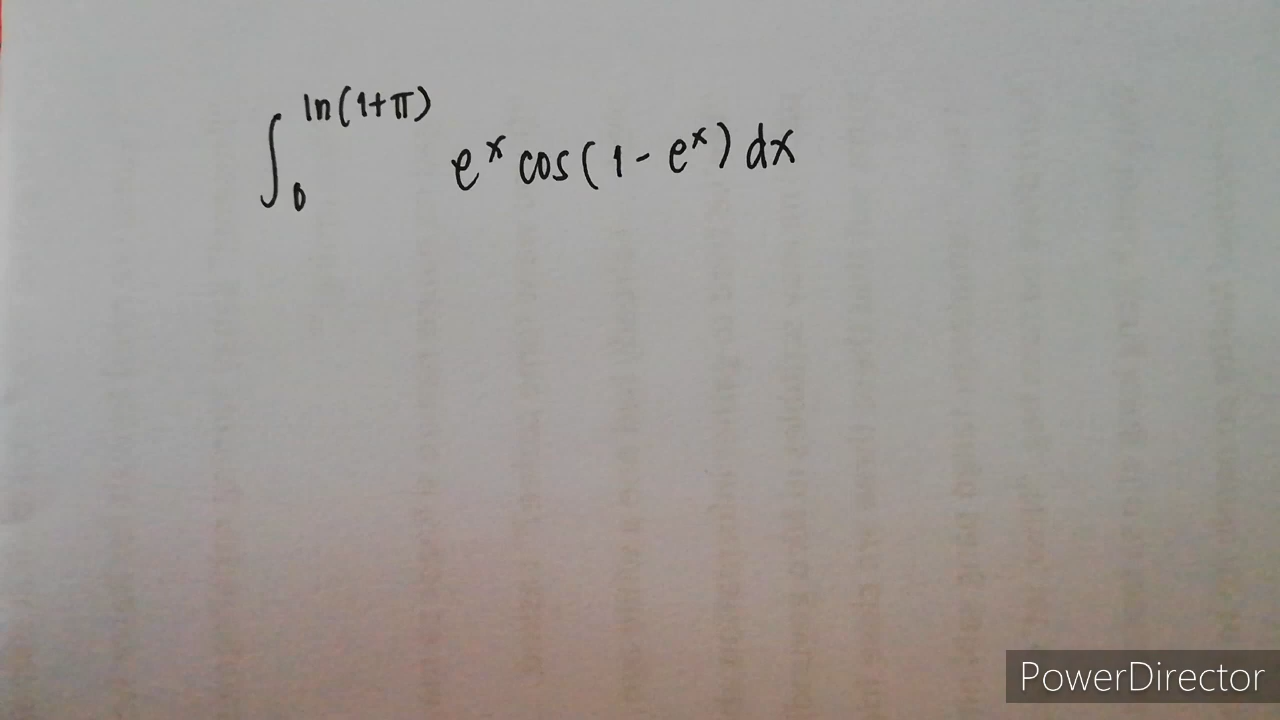 ∫₀^{ln(1+π)} eˣ cos(1 - eˣ) dx
PowerDirector